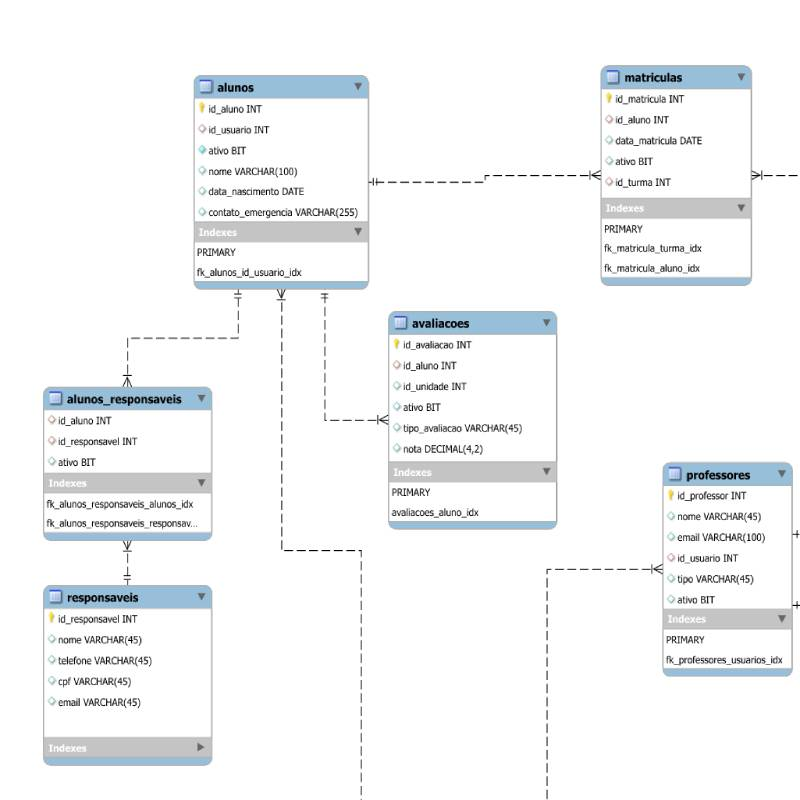 alunos
id_aluno INT
id_usuario INT
ativo BIT
nome VARCHAR(100)
data_nascimento DATE
contato_emergencia VARCHAR(255)
Indexes
PRIMARY
fk_alunos_id_usuario_idx
matriculas
id_matricula INT
id_aluno INT
data_matricula DATE
ativo BIT
id_turma INT
Indexes
PRIMARY
fk_matricula_turma_idx
fk_matricula_aluno_idx
avaliacoes
id_avaliacao INT
id_aluno INT
id_unidade INT
ativo BIT
tipo_avaliacao VARCHAR(45)
nota DECIMAL(4,2)
Indexes
PRIMARY
avaliacoes_aluno_idx
alunos_responsaveis
id_aluno INT
id_responsavel INT
ativo BIT
Indexes
fk_alunos_responsaveis_alunos_idx
fk_alunos_responsaveis_responsav...
professores
id_professor INT
nome VARCHAR(45)
email VARCHAR(100)
id_usuario INT
tipo VARCHAR(45)
ativo BIT
Indexes
PRIMARY
fk_professores_usuarios_idx
responsaveis
id_responsavel INT
nome VARCHAR(45)
telefone VARCHAR(45)
cpf VARCHAR(45)
email VARCHAR(45)
Indexes